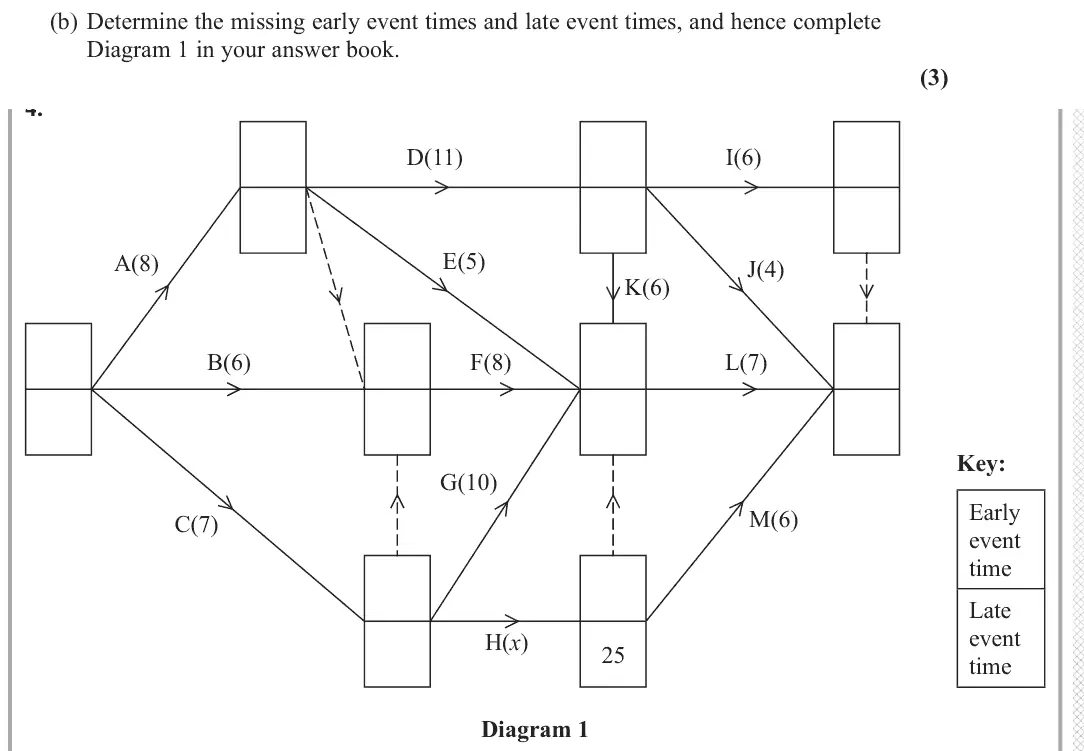 (b) Determine the missing early event times and late event times, and hence complete
Diagram 1 in your answer book.
(3)
4.
D(11)
I(6)
A(8)
E(5)
K(6)
J(4)
B(6)
F(8)
L(7)
C(7)
G(10)
M(6)
H(x)
25
Key:
Early
event
time
Late
event
time
Diagram 1